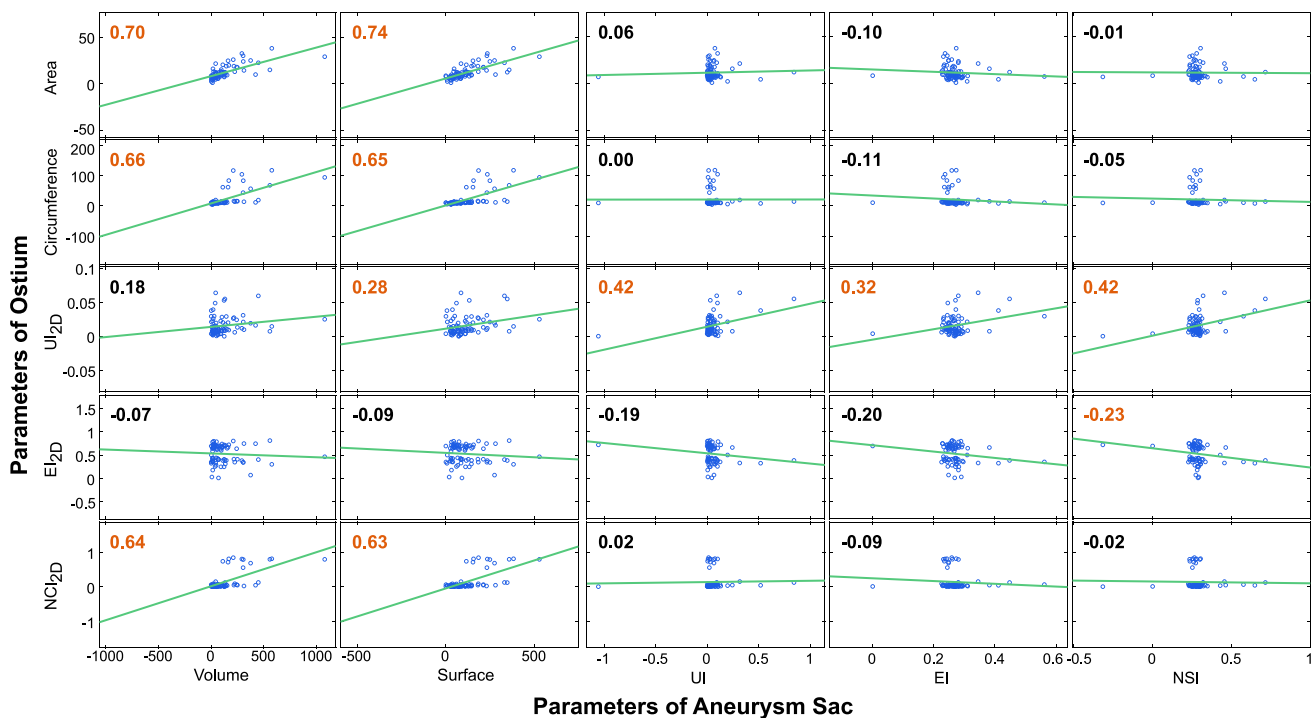 0.70 0.74 0.06 -0.10 -0.01
50
0
-50
Area
0.66 0.65 0.00 -0.11 -0.05
200
100
0
-100
Circumference
0.18 0.28 0.42 0.32 0.42
0.1
0.05
0
-0.05
UI2D
-0.07 -0.09 -0.19 -0.20 -0.23
1.5
1
0.5
0
-0.5
EI2D
0.64 0.63 0.02 -0.09 -0.02
1
0
-1
NCI2D
Parameters of Ostium
-1000 -500 0 500 1000 -500 0 500 -1 -0.5 0 0.5 1 0 0.2 0.4 0.6 -0.5 0 0.5 1
Volume Surface UI EI NSI
Parameters of Aneurysm Sac